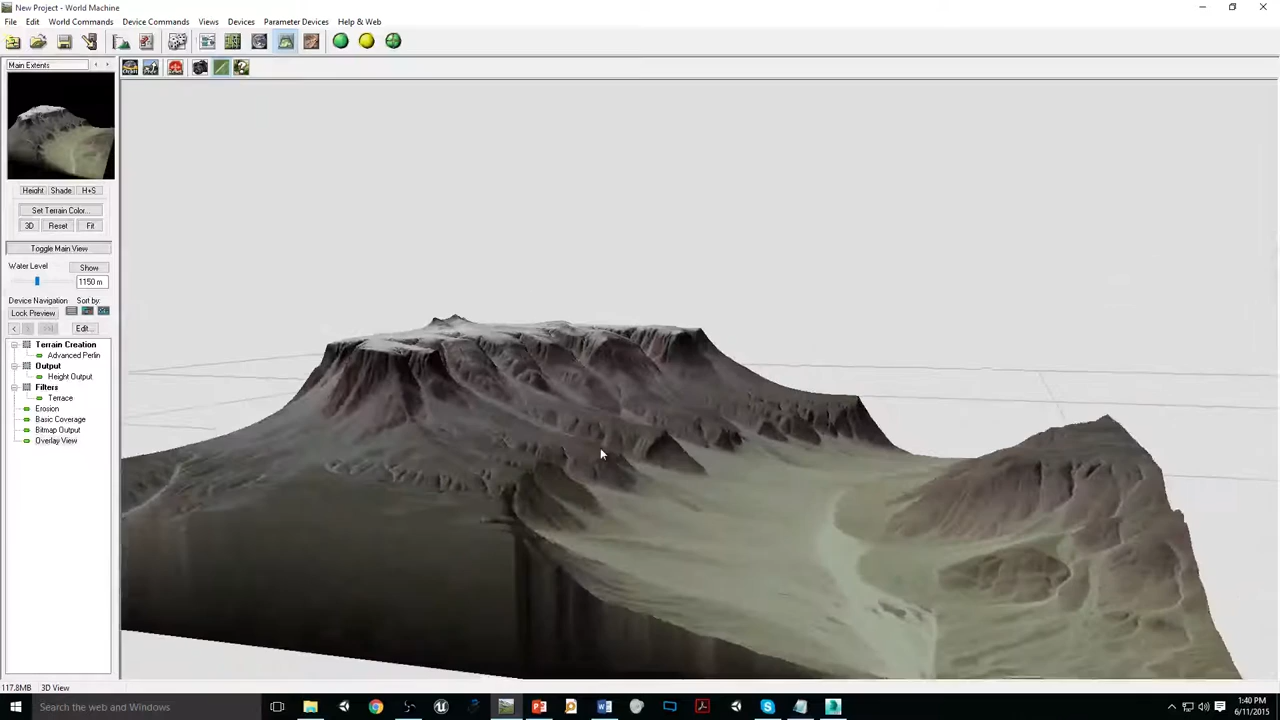 New Project - World Machine
File Edit World Commands Device Commands Views Devices Parameter Devices Help & Web
Main Extents
Height Shade H+S
Set Terrain Color...
3D Reset Fit
Toggle Main View
Water Level Show
1150 m
Device Navigation Sort by:
Lock Preview
Edit...
Terrain Creation
Advanced Perlin
Output
Height Output
Filters
Terrace
Erosion
Basic Coverage
Bitmap Output
Overlay View
117.8MB 3D View
Search the web and Windows
1:40 PM
6/11/2015